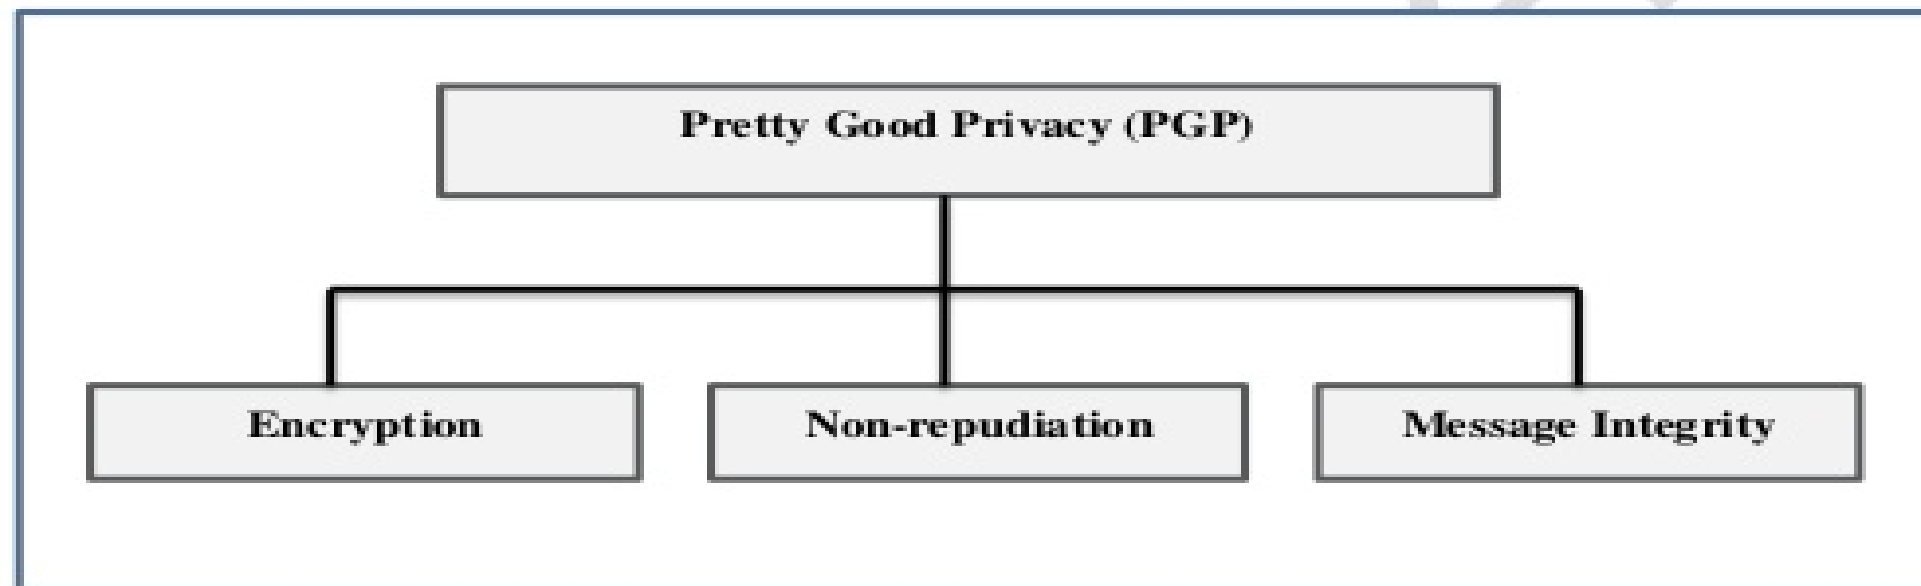 Pretty Good Privacy (PGP)
Encryption
Non-repudiation
Message Integrity